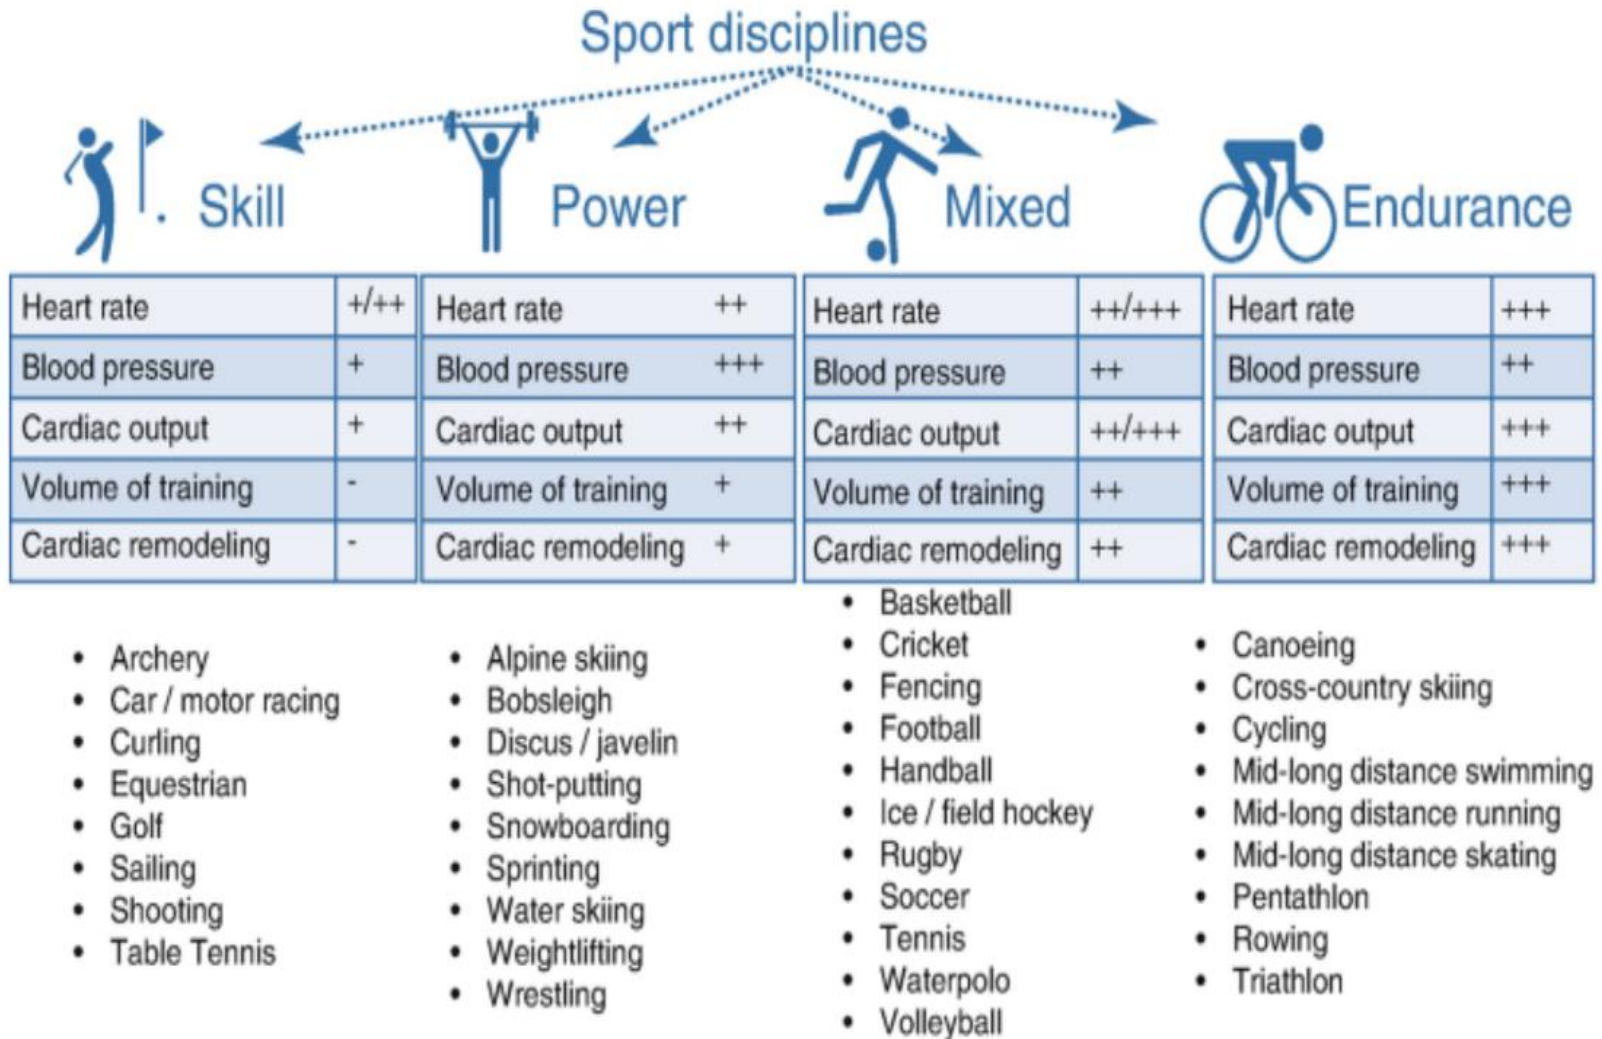 Sport disciplines
Skill
Power
Mixed
Endurance
Heart rate +/++
Blood pressure +
Cardiac output +
Volume of training -
Cardiac remodeling -
Heart rate ++
Blood pressure +++
Cardiac output ++
Volume of training +
Cardiac remodeling +
Heart rate ++/+++
Blood pressure ++
Cardiac output ++/+++
Volume of training ++
Cardiac remodeling ++
Heart rate +++
Blood pressure ++
Cardiac output +++
Volume of training +++
Cardiac remodeling +++
• Archery
• Car / motor racing
• Curling
• Equestrian
• Golf
• Sailing
• Shooting
• Table Tennis
• Alpine skiing
• Bobsleigh
• Discus / javelin
• Shot-putting
• Snowboarding
• Sprinting
• Water skiing
• Weightlifting
• Wrestling
• Basketball
• Cricket
• Fencing
• Football
• Handball
• Ice / field hockey
• Rugby
• Soccer
• Tennis
• Waterpolo
• Volleyball
• Canoeing
• Cross-country skiing
• Cycling
• Mid-long distance swimming
• Mid-long distance running
• Mid-long distance skating
• Pentathlon
• Rowing
• Triathlon